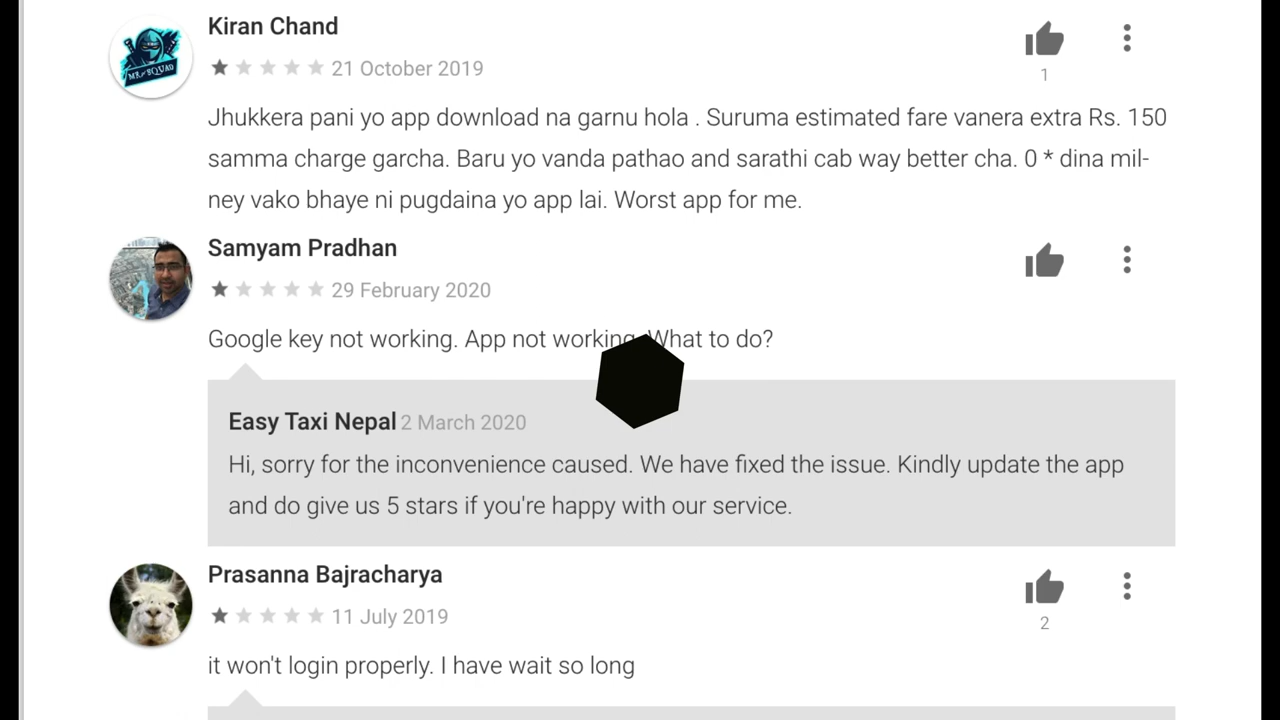 Kiran Chand
21 October 2019
1
Jhukkera pani yo app download na garnu hola . Suruma estimated fare vanera extra Rs. 150
samma charge garcha. Baru yo vanda pathao and sarathi cab way better cha. 0 * dina mil-
ney vako bhaye ni pugdaina yo app lai. Worst app for me.
Samyam Pradhan
29 February 2020
Google key not working. App not working. What to do?
Easy Taxi Nepal 2 March 2020
Hi, sorry for the inconvenience caused. We have fixed the issue. Kindly update the app
and do give us 5 stars if you're happy with our service.
Prasanna Bajracharya
11 July 2019
2
it won't login properly. I have wait so long